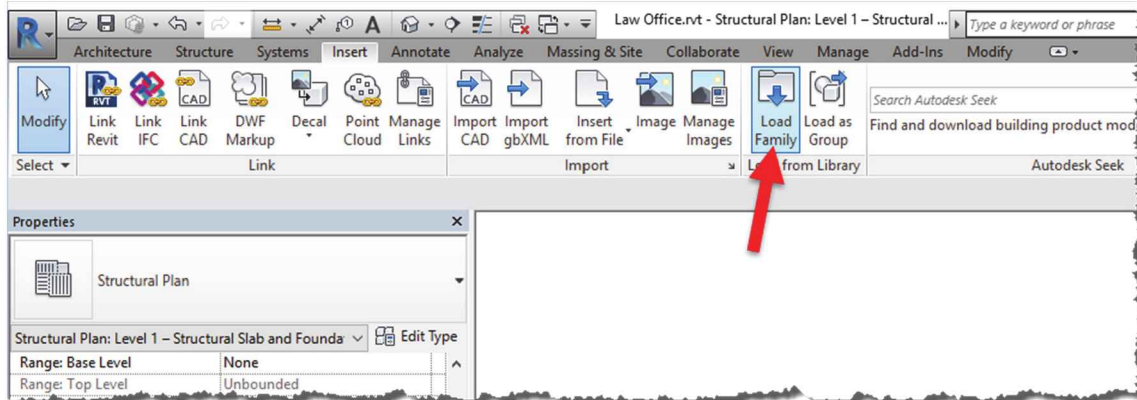 Law Office.rvt - Structural Plan: Level 1 – Structural ...
Type a keyword or phrase
Architecture Structure Systems Insert Annotate Analyze Massing & Site Collaborate View Manage Add-Ins Modify
Modify
Link Revit
Link IFC
Link CAD
DWF Markup
Decal
Point Cloud
Manage Links
Import CAD
Import gbXML
Insert from File
Image
Manage Images
Load Family
Load as Group
Search Autodesk Seek
Find and download building product mod
Select
Link
Import
from Library
Autodesk Seek
Properties
Structural Plan
Structural Plan: Level 1 – Structural Slab and Founda
Edit Type
Range: Base Level None
Range: Top Level Unbounded